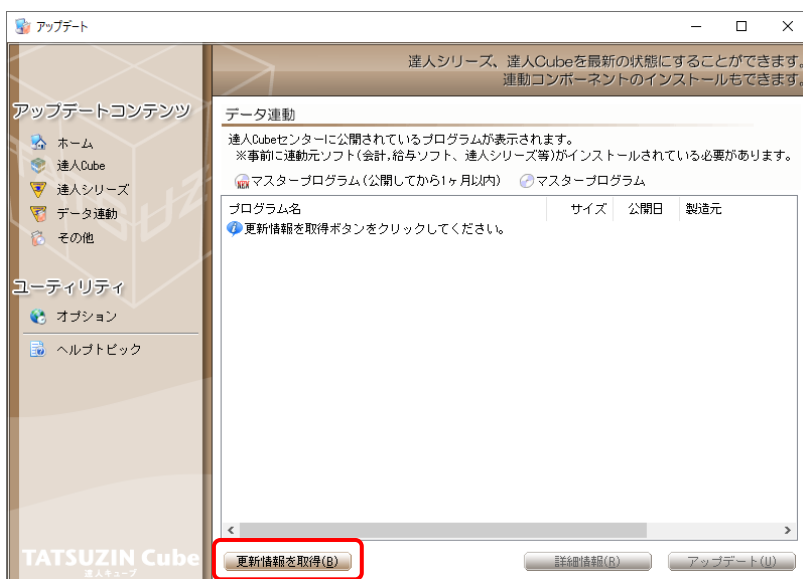 アップデート
達人シリーズ、達人Cubeを最新の状態にすることができます。
連動コンポーネントのインストールもできます。
アップデートコンテンツ
ホーム
達人Cube
達人シリーズ
データ連動
その他
ユーティリティ
オプション
ヘルプトピック
データ連動
達人Cubeセンターに公開されているプログラムが表示されます。
※事前に連動元ソフト(会計,給与ソフト、達人シリーズ等)がインストールされている必要があります。
マスタープログラム(公開してから1ヶ月以内) マスタープログラム
プログラム名 サイズ 公開日 製造元
更新情報を取得ボタンをクリックしてください。
更新情報を取得(B) 詳細情報(R) アップデート(U)
TATSUZIN Cube
達人キューブ